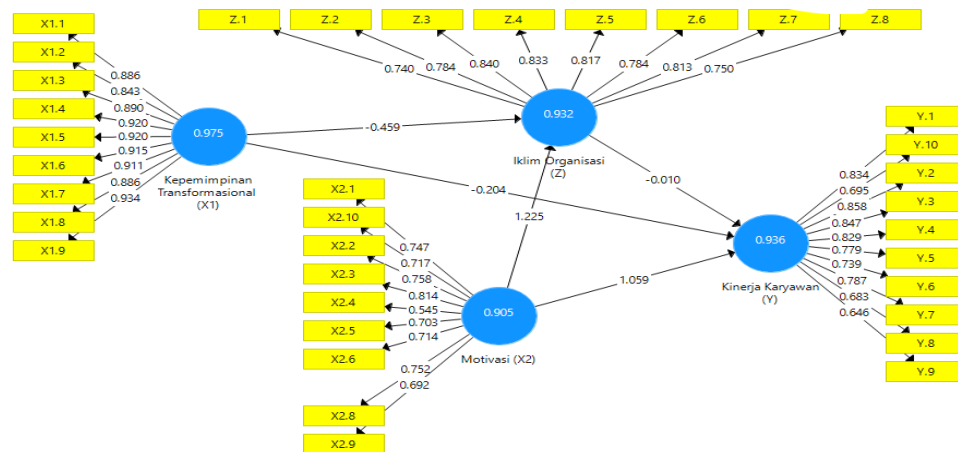 Z.1
Z.2
Z.3
Z.4
Z.5
Z.6
Z.7
Z.8
0.740
0.784
0.840
0.833
0.817
0.784
0.813
0.750
X1.1
X1.2
X1.3
X1.4
X1.5
X1.6
X1.7
X1.8
X1.9
0.886
0.843
0.890
0.920
0.920
0.915
0.911
0.886
0.934
0.975
Kepemimpinan
Transformasional
(X1)
-0.459
0.932
Iklim Organisasi
(Z)
-0.204
-0.010
1.225
X2.1
X2.10
X2.2
X2.3
X2.4
X2.5
X2.6
X2.8
X2.9
0.747
0.717
0.758
0.814
0.545
0.703
0.714
0.752
0.692
0.905
Motivasi (X2)
1.059
0.936
Kinerja Karyawan
(Y)
0.834
0.695
0.858
0.847
0.829
0.779
0.739
0.787
0.683
0.646
Y.1
Y.10
Y.2
Y.3
Y.4
Y.5
Y.6
Y.7
Y.8
Y.9